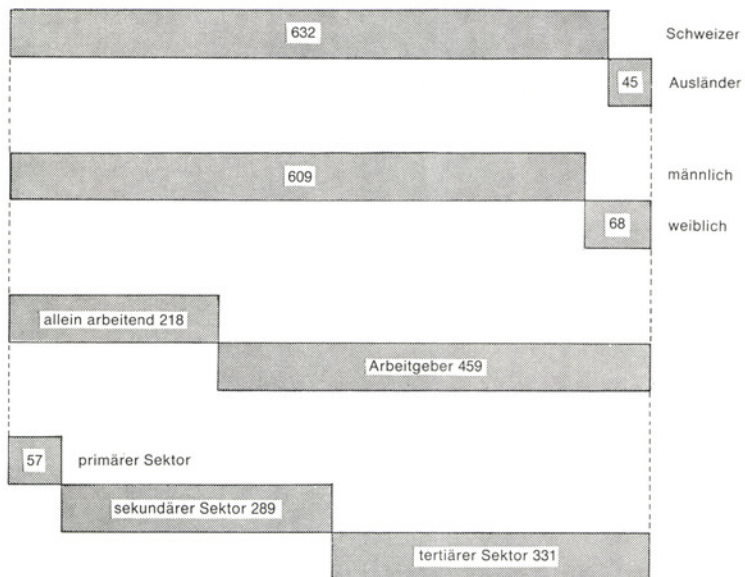 632 Schweizer
45 Ausländer
609 männlich
68 weiblich
allein arbeitend 218
Arbeitgeber 459
57 primärer Sektor
sekundärer Sektor 289
tertiärer Sektor 331